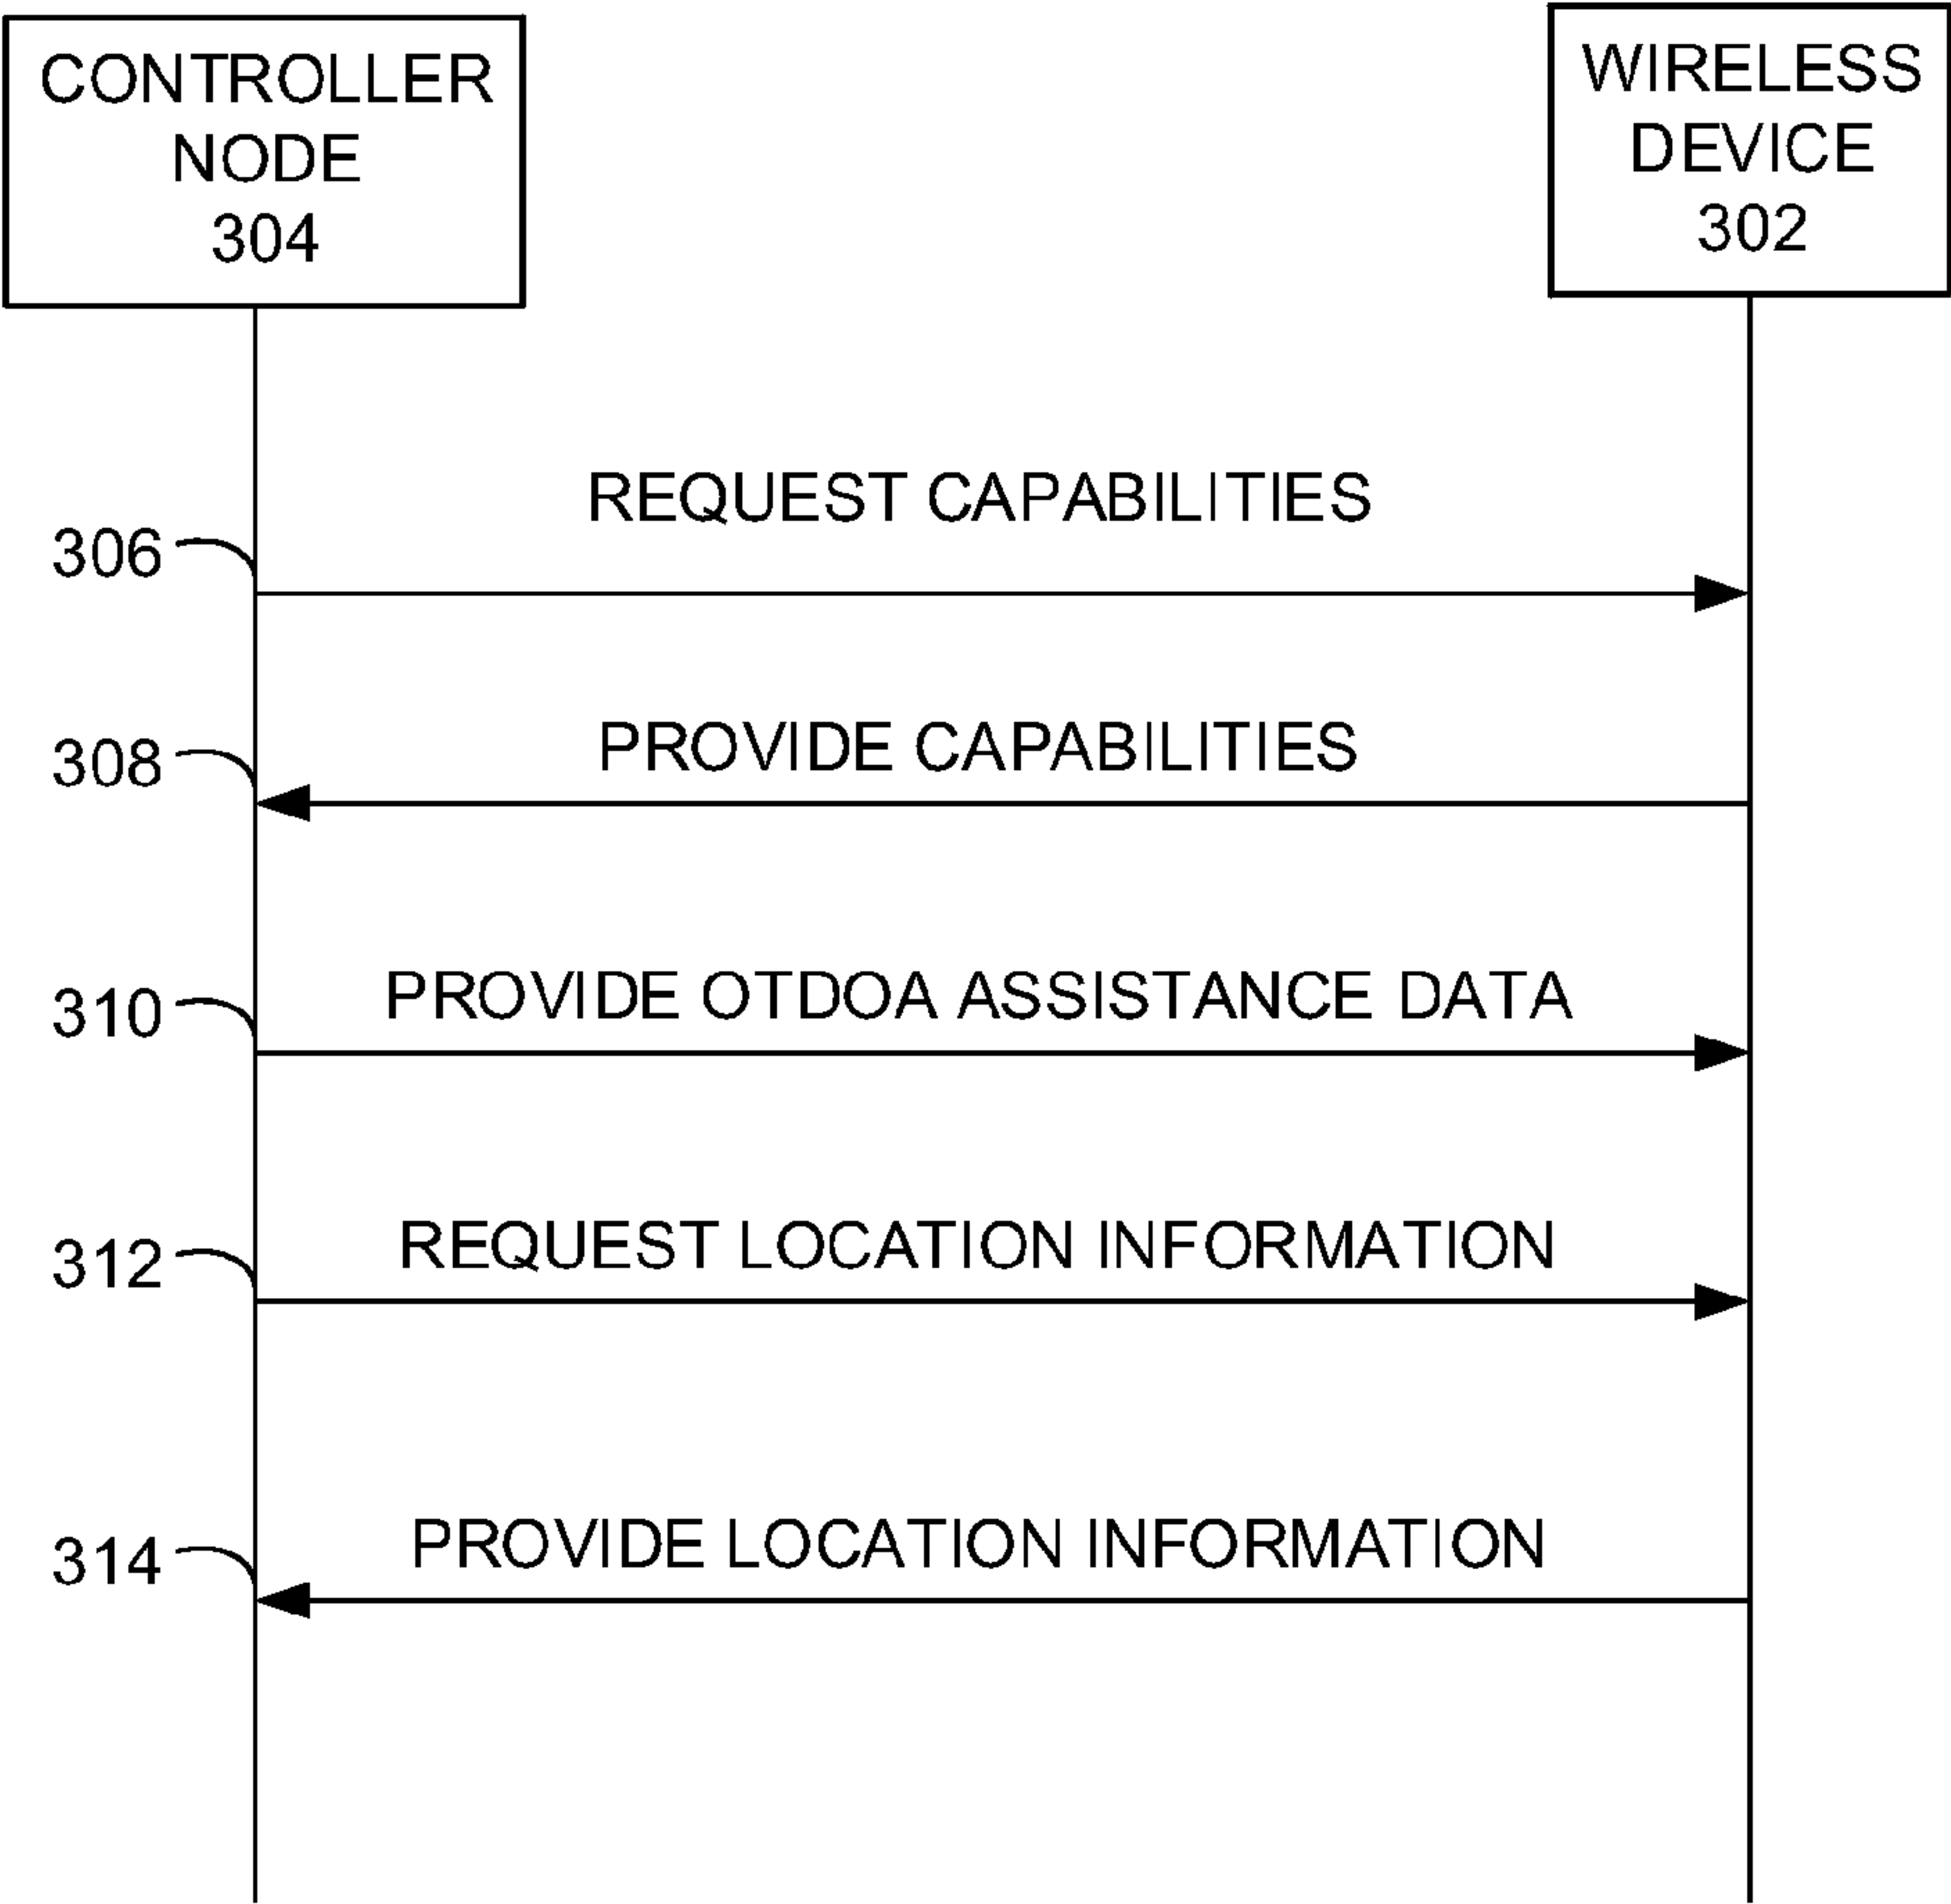 CONTROLLER
NODE
304
WIRELESS
DEVICE
302
REQUEST CAPABILITIES
306
PROVIDE CAPABILITIES
308
PROVIDE OTDOA ASSISTANCE DATA
310
REQUEST LOCATION INFORMATION
312
PROVIDE LOCATION INFORMATION
314